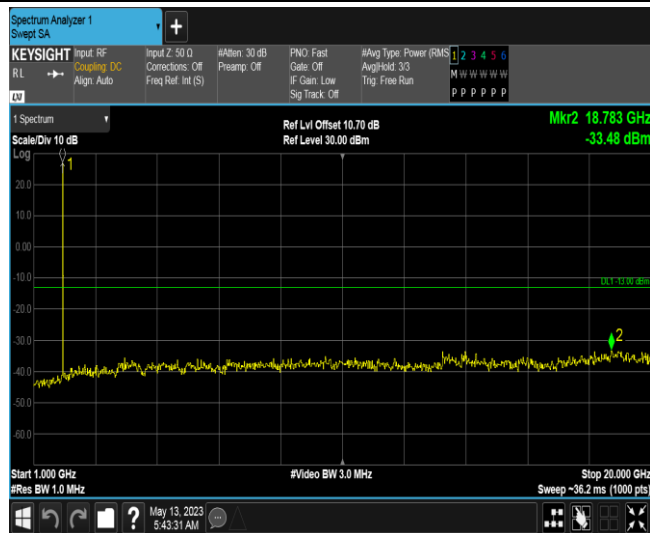 Spectrum Analyzer 1
Swept SA
+
KEYSIGHT
RL
LXI
Input: RF
Coupling: DC
Align: Auto
Input Z: 50 Ω
Corrections: Off
Freq Ref: Int (S)
#Atten: 30 dB
Preamp: Off
PNO: Fast
Gate: Off
IF Gain: Low
Sig Track: Off
#Avg Type: Power (RMS
Avg|Hold: 3/3
Trig: Free Run
1 2 3 4 5 6
M W W W W W
P P P P P P
1 Spectrum
Scale/Div 10 dB
Log
Ref Lvl Offset 10.70 dB
Ref Level 30.00 dBm
Mkr2 18.783 GHz
-33.48 dBm
1
20.0
10.0
0.00
-10.0
DL1 -13.00 dBm
-20.0
-30.0
2
-40.0
-50.0
-60.0
Start 1.000 GHz
#Res BW 1.0 MHz
#Video BW 3.0 MHz
Stop 20.000 GHz
Sweep ~36.2 ms (1000 pts)
?
May 13, 2023
5:43:31 AM